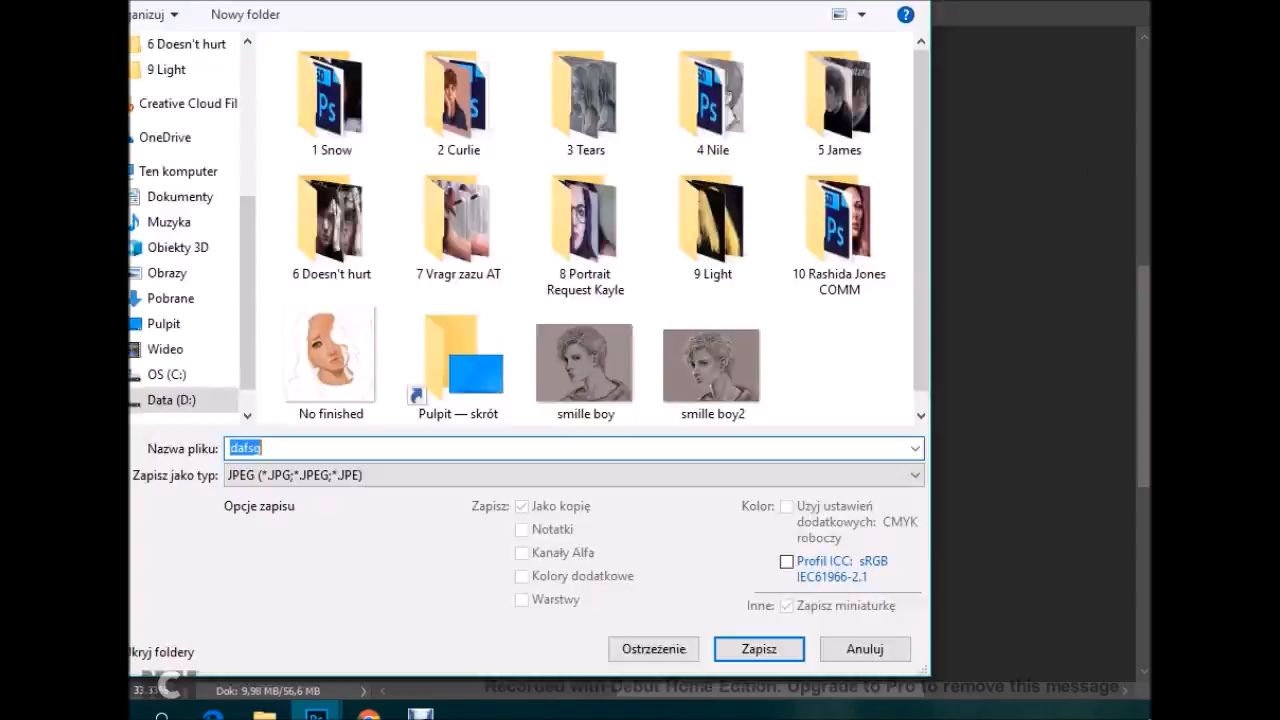 ganizuj
Nowy folder
6 Doesn't hurt
9 Light
Creative Cloud Fil
OneDrive
Ten komputer
Dokumenty
Muzyka
Obiekty 3D
Obrazy
Pobrane
Pulpit
Wideo
OS (C:)
Data (D:)
1 Snow
2 Curlie
3 Tears
4 Nile
5 James
6 Doesn't hurt
7 Vragr zazu AT
8 Portrait
Request Kayle
9 Light
10 Rashida Jones
COMM
No finished
Pulpit — skrót
smille boy
smille boy2
Nazwa pliku:
dafsg
Zapisz jako typ:
JPEG (*.JPG;*.JPEG;*.JPE)
Opcje zapisu
Zapisz:
Jako kopię
Notatki
Kanały Alfa
Kolory dodatkowe
Warstwy
Kolor:
Użyj ustawień
dodatkowych: CMYK
roboczy
Profil ICC: sRGB
IEC61966-2.1
Inne:
Zapisz miniaturkę
Ostrzeżenie
Zapisz
Anuluj
kryj foldery
Dok: 9,98 MB/56,6 MB
Recorded with Debut Home Edition. Upgrade to Pro to remove this message